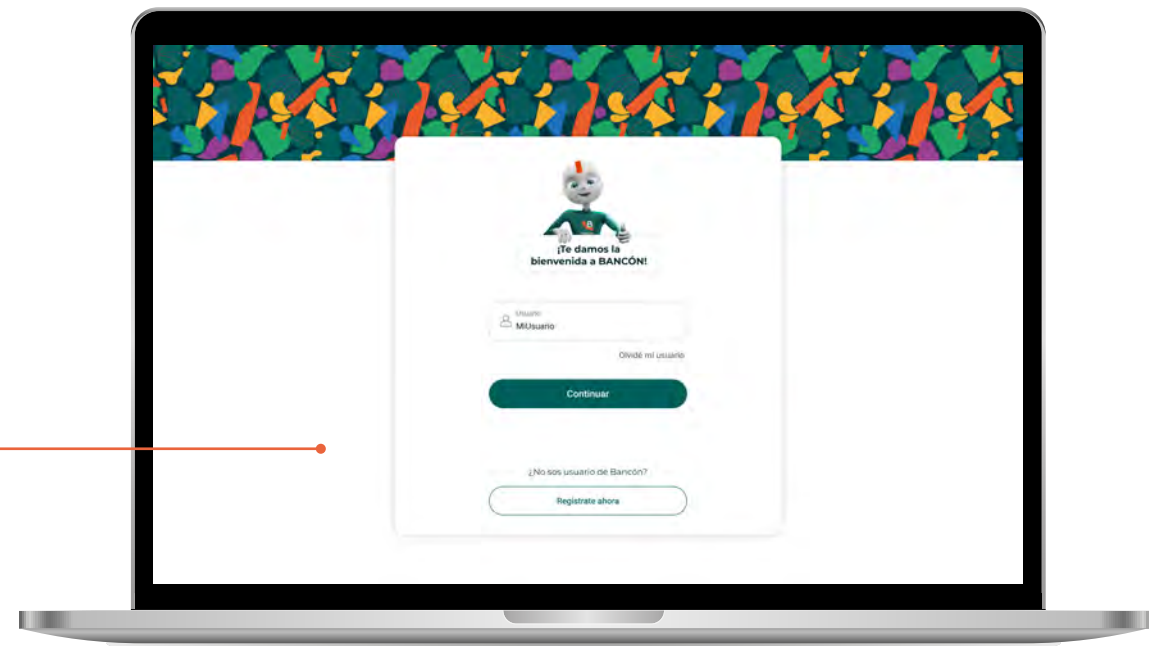 ¡Te damos la
bienvenida a BANCÓN!
Usuario
MiUsuario
Olvidé mi usuario
Continuar
¿No sos usuario de Bancón?
Registrate ahora